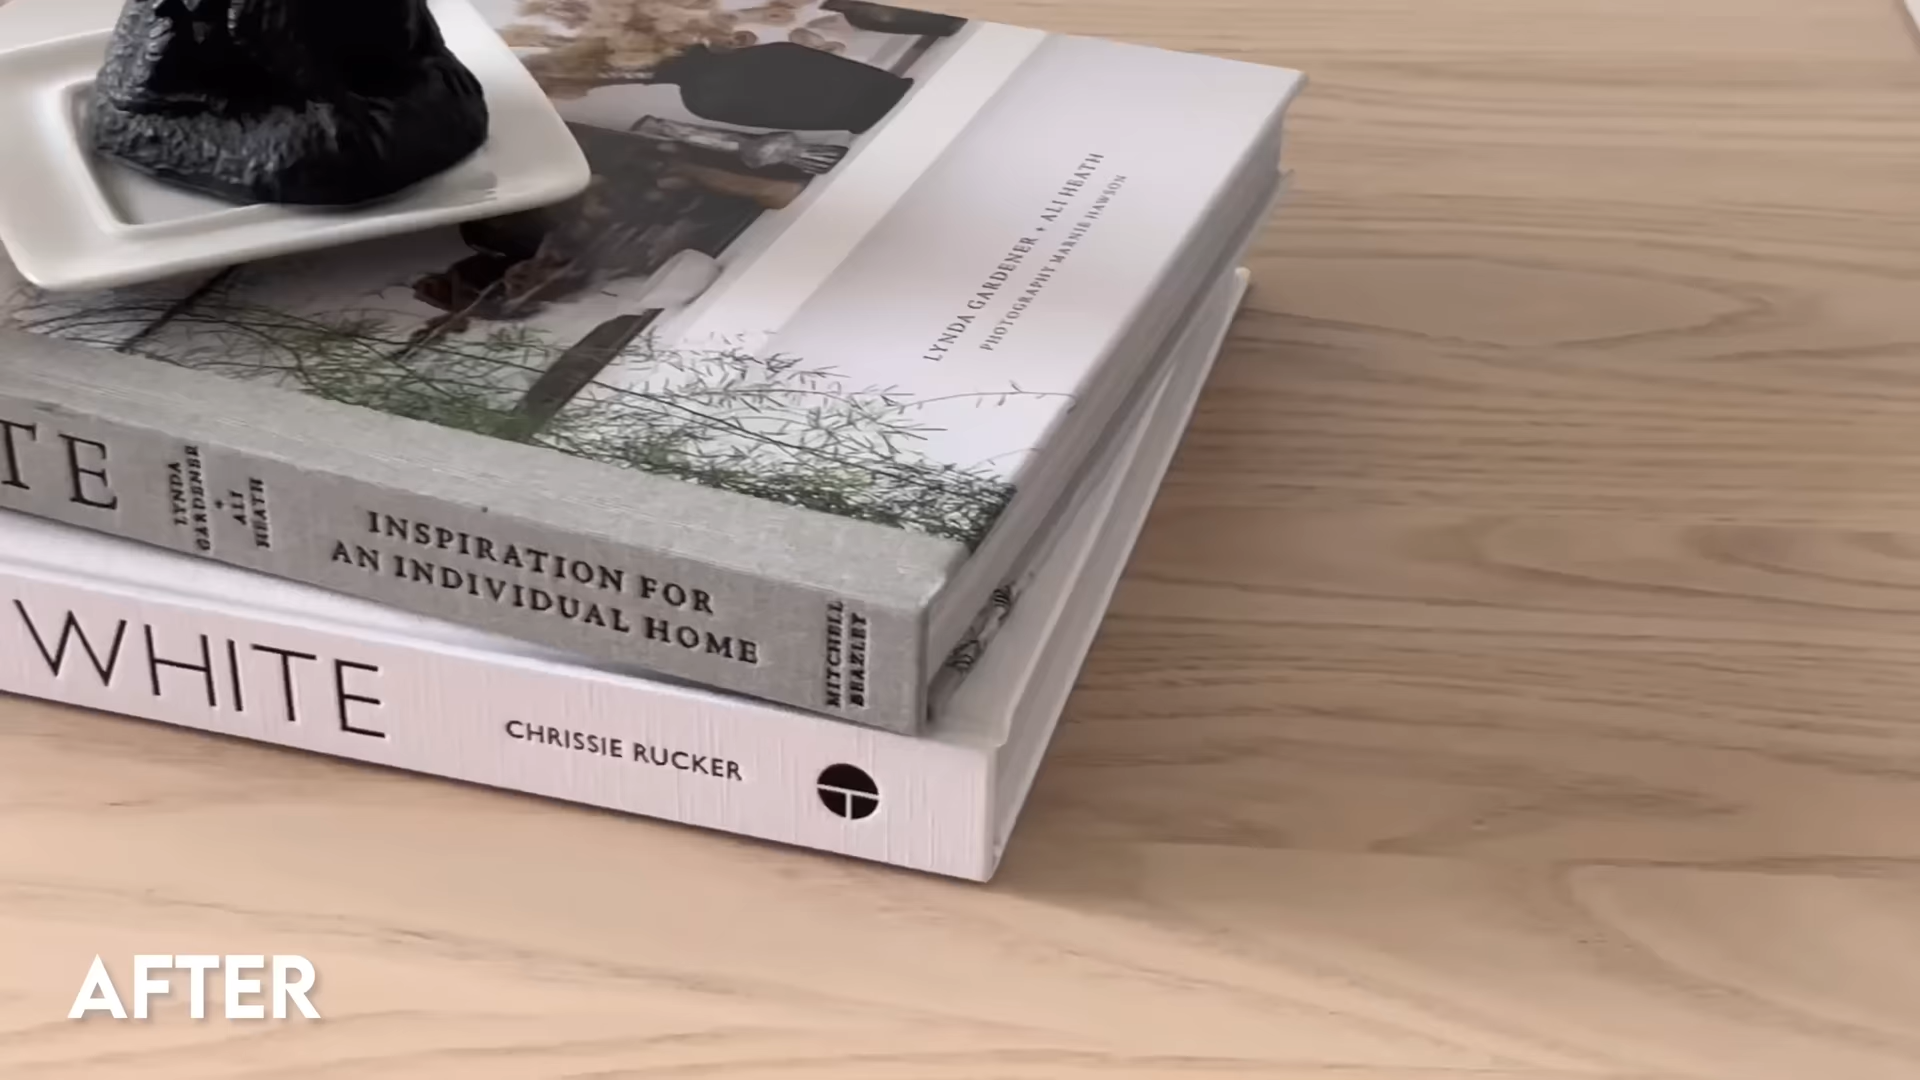 LYNDA GARDENER + ALI HEATH
PHOTOGRAPHY MARNIE HAWSON
TE
LYNDA
GARDENER
+
ALI
HEATH
INSPIRATION FOR
AN INDIVIDUAL HOME
MITCHELL
BEAZLEY
WHITE
CHRISSIE RUCKER
AFTER